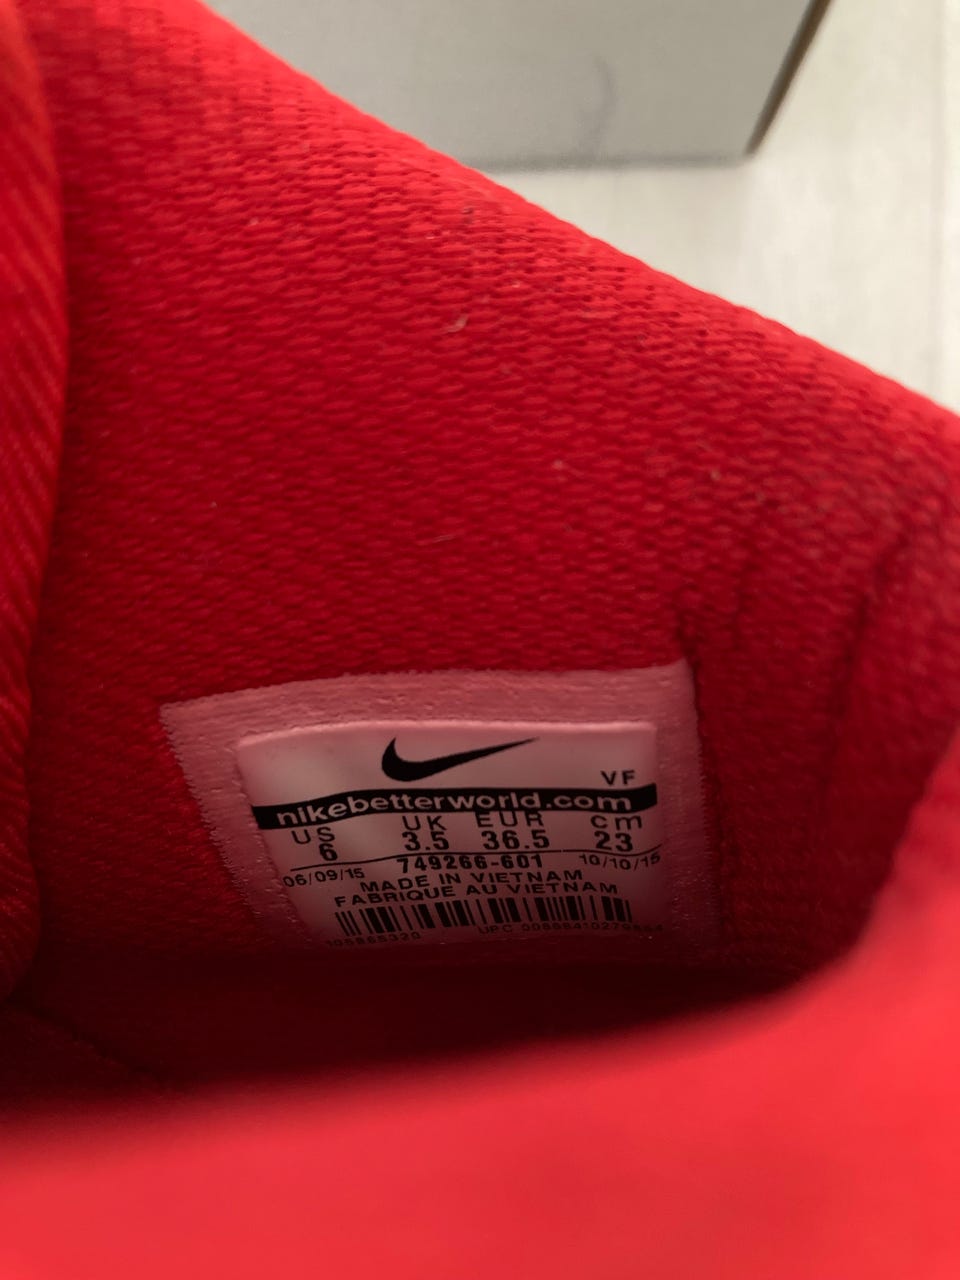 VF
nikebetterworld.com
US UK EUR cm
6 3.5 36.5 23
06/09/15 749266-601 10/10/15
MADE IN VIETNAM
FABRIQUE AU VIETNAM
UPC